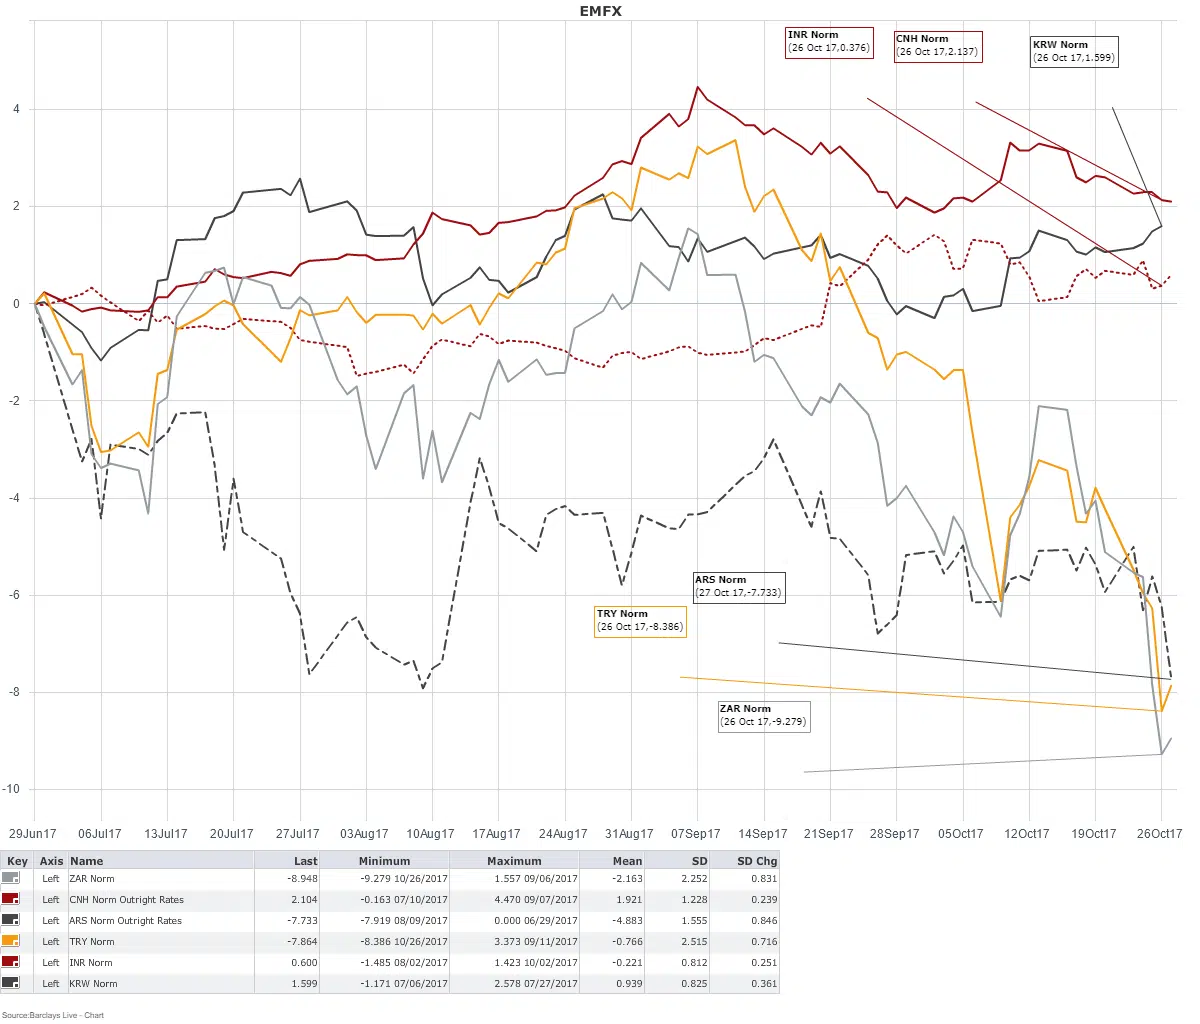 EMFX
INR Norm
(26 Oct 17,0.376)
CNH Norm
(26 Oct 17,2.137)
KRW Norm
(26 Oct 17,1.599)
4
2
0
-2
-4
-6
-8
-10
ARS Norm
(27 Oct 17,-7.733)
TRY Norm
(26 Oct 17,-8.386)
ZAR Norm
(26 Oct 17,-9.279)
29Jun17 06Jul17 13Jul17 20Jul17 27Jul17 03Aug17 10Aug17 17Aug17 24Aug17 31Aug17 07Sep17 14Sep17 21Sep17 28Sep17 05Oct17 12Oct17 19Oct17 26Oct17
Key Axis Name Last Minimum Maximum Mean SD SD Chg
Left ZAR Norm -8.948 -9.279 10/26/2017 1.557 09/06/2017 -2.163 2.252 0.831
Left CNH Norm Outright Rates 2.104 -0.163 07/10/2017 4.470 09/07/2017 1.921 1.228 0.239
Left ARS Norm Outright Rates -7.733 -7.919 08/09/2017 0.000 06/29/2017 -4.883 1.555 0.846
Left TRY Norm -7.864 -8.386 10/26/2017 3.373 09/11/2017 -0.766 2.515 0.716
Left INR Norm 0.600 -1.485 08/02/2017 1.423 10/02/2017 -0.221 0.812 0.251
Left KRW Norm 1.599 -1.171 07/06/2017 2.578 07/27/2017 0.939 0.825 0.361
Source:Barclays Live - Chart